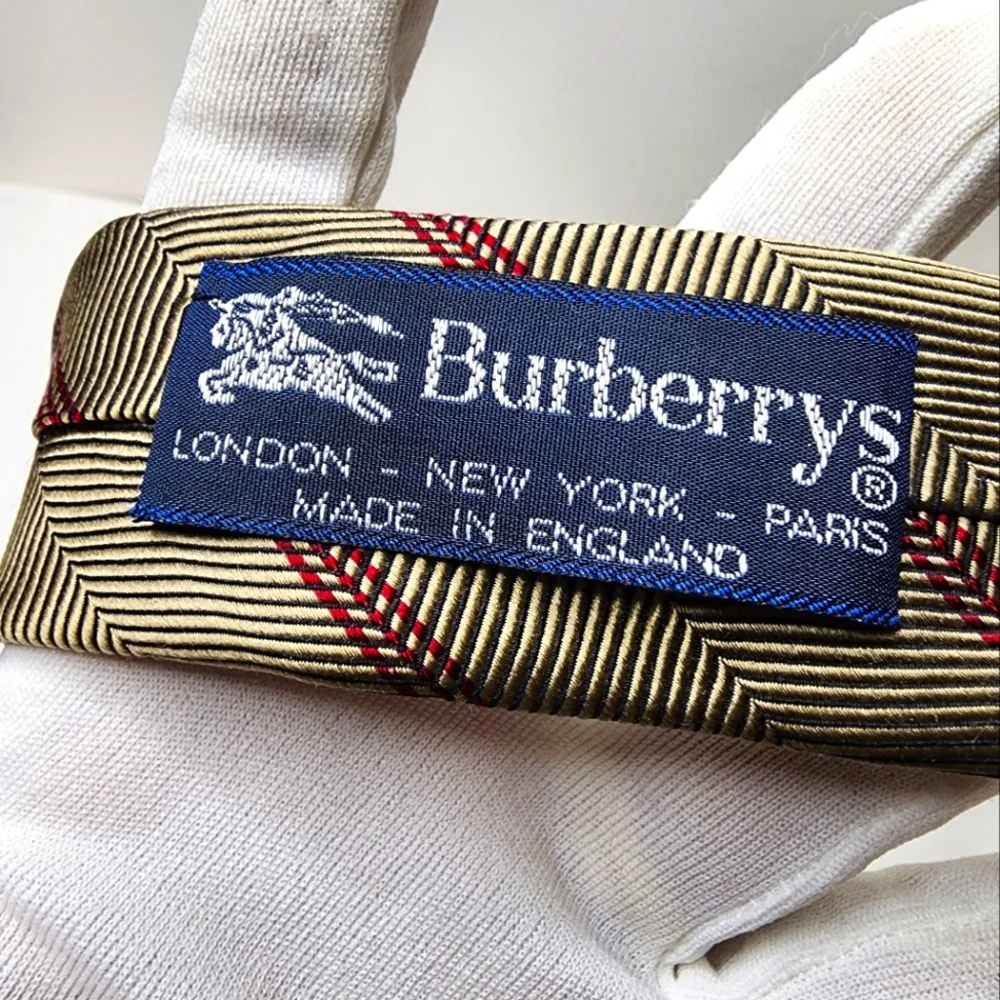 Burberrys®
LONDON - NEW YORK - PARIS
MADE IN ENGLAND